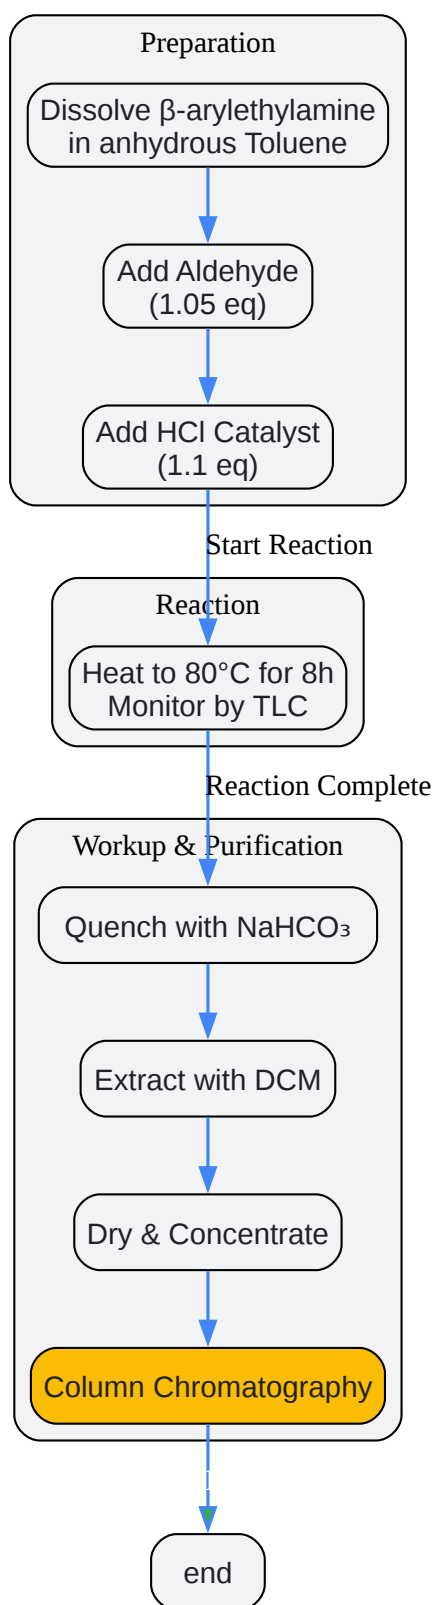 Preparation
Dissolve β-arylethylamine
in anhydrous Toluene
Add Aldehyde
(1.05 eq)
Add HCl Catalyst
(1.1 eq)
Start Reaction
Reaction
Heat to 80°C for 8h
Monitor by TLC
Reaction Complete
Workup & Purification
Quench with NaHCO₃
Extract with DCM
Dry & Concentrate
Column Chromatography
end